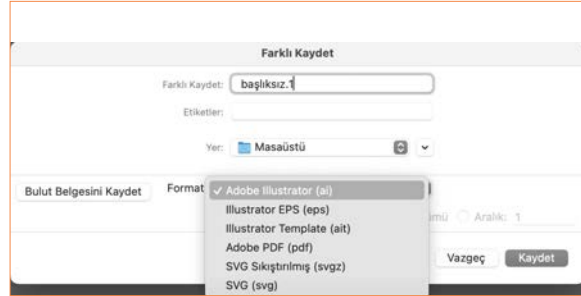 Farklı Kaydet
Farklı Kaydet: başlıksız.1
Etiketler:
Yer: Masaüstü
Bulut Belgesini Kaydet Format ✓ Adobe Illustrator (ai)
Illustrator EPS (eps)
Illustrator Template (ait)
Aralık: 1
Adobe PDF (pdf)
SVG Sıkıştırılmış (svgz)
Vazgeç Kaydet
SVG (svg)